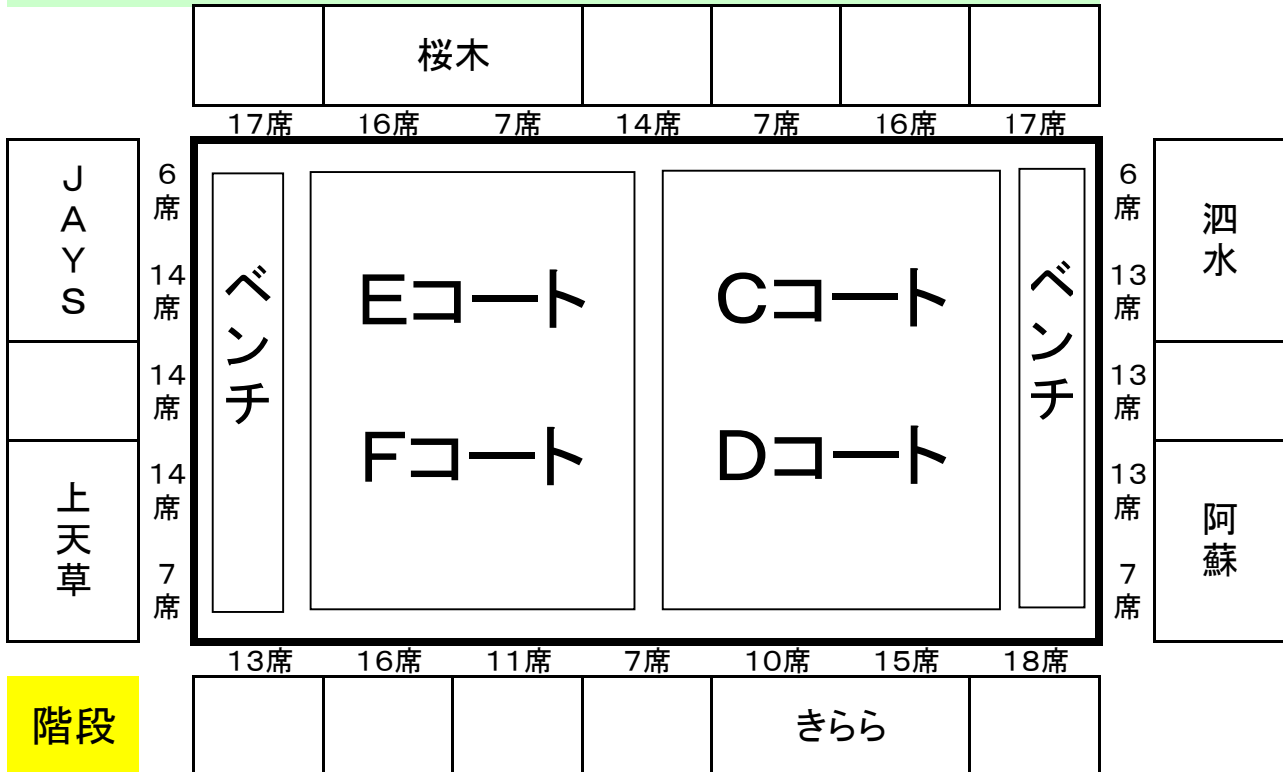 桜木
17席 16席 7席 14席 7席 16席 17席
JAYS
6席
14席
14席
14席
7席
上天草
ベンチ
Eコート
Fコート
Cコート
Dコート
ベンチ
6席
13席
13席
13席
7席
泗水
阿蘇
13席 16席 11席 7席 10席 15席 18席
階段
きらら